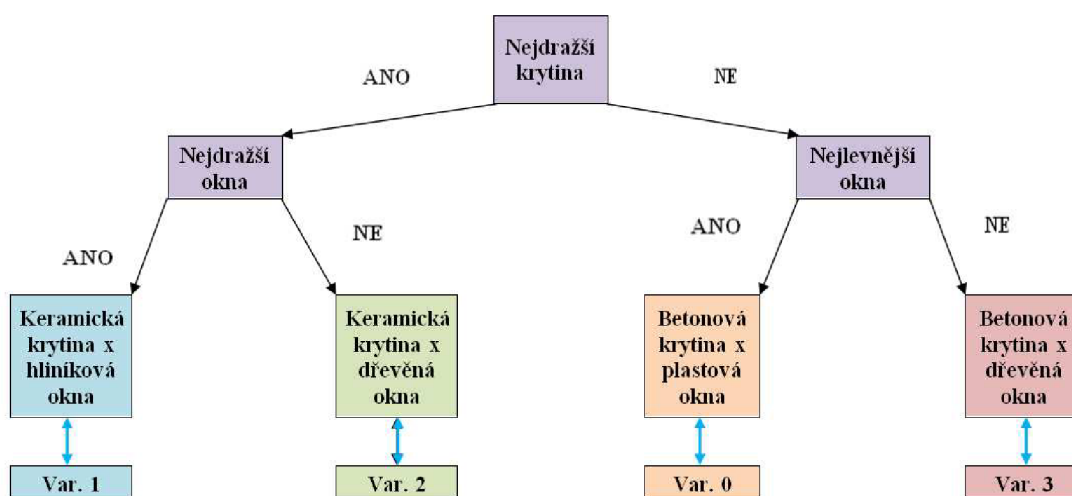 Nejdražší
krytina
ANO
NE
Nejdražší
okna
Nejlevnější
okna
ANO
NE
ANO
NE
Keramická
krytina x
hliníková
okna
Keramická
krytina x
dřevěná
okna
Betonová
krytina x
plastová
okna
Betonová
krytina x
dřevěná
okna
Var. 1
Var. 2
Var. 0
Var. 3